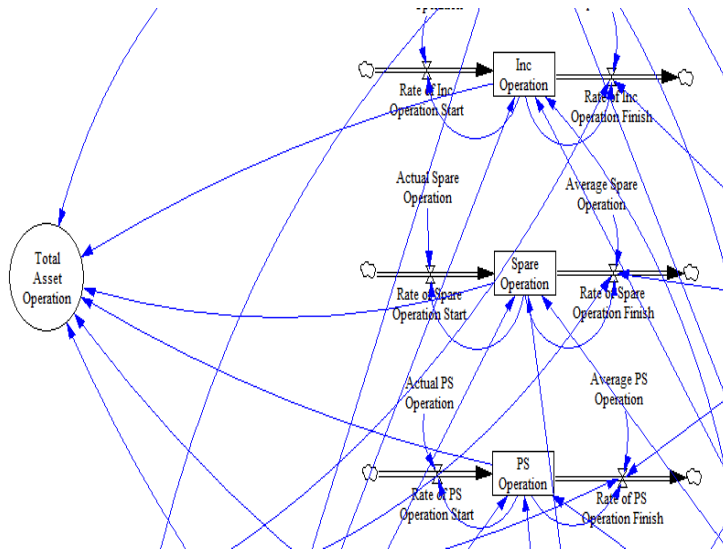 Operation
Inc
Operation
Rate of Inc
Operation Start
Rate of Inc
Operation Finish
Actual Spare
Operation
Average Spare
Operation
Total
Asset
Operation
Spare
Operation
Rate of Spare
Operation Start
Rate of Spare
Operation Finish
Actual PS
Operation
Average PS
Operation
PS
Operation
Rate of PS
Operation Start
Rate of PS
Operation Finish